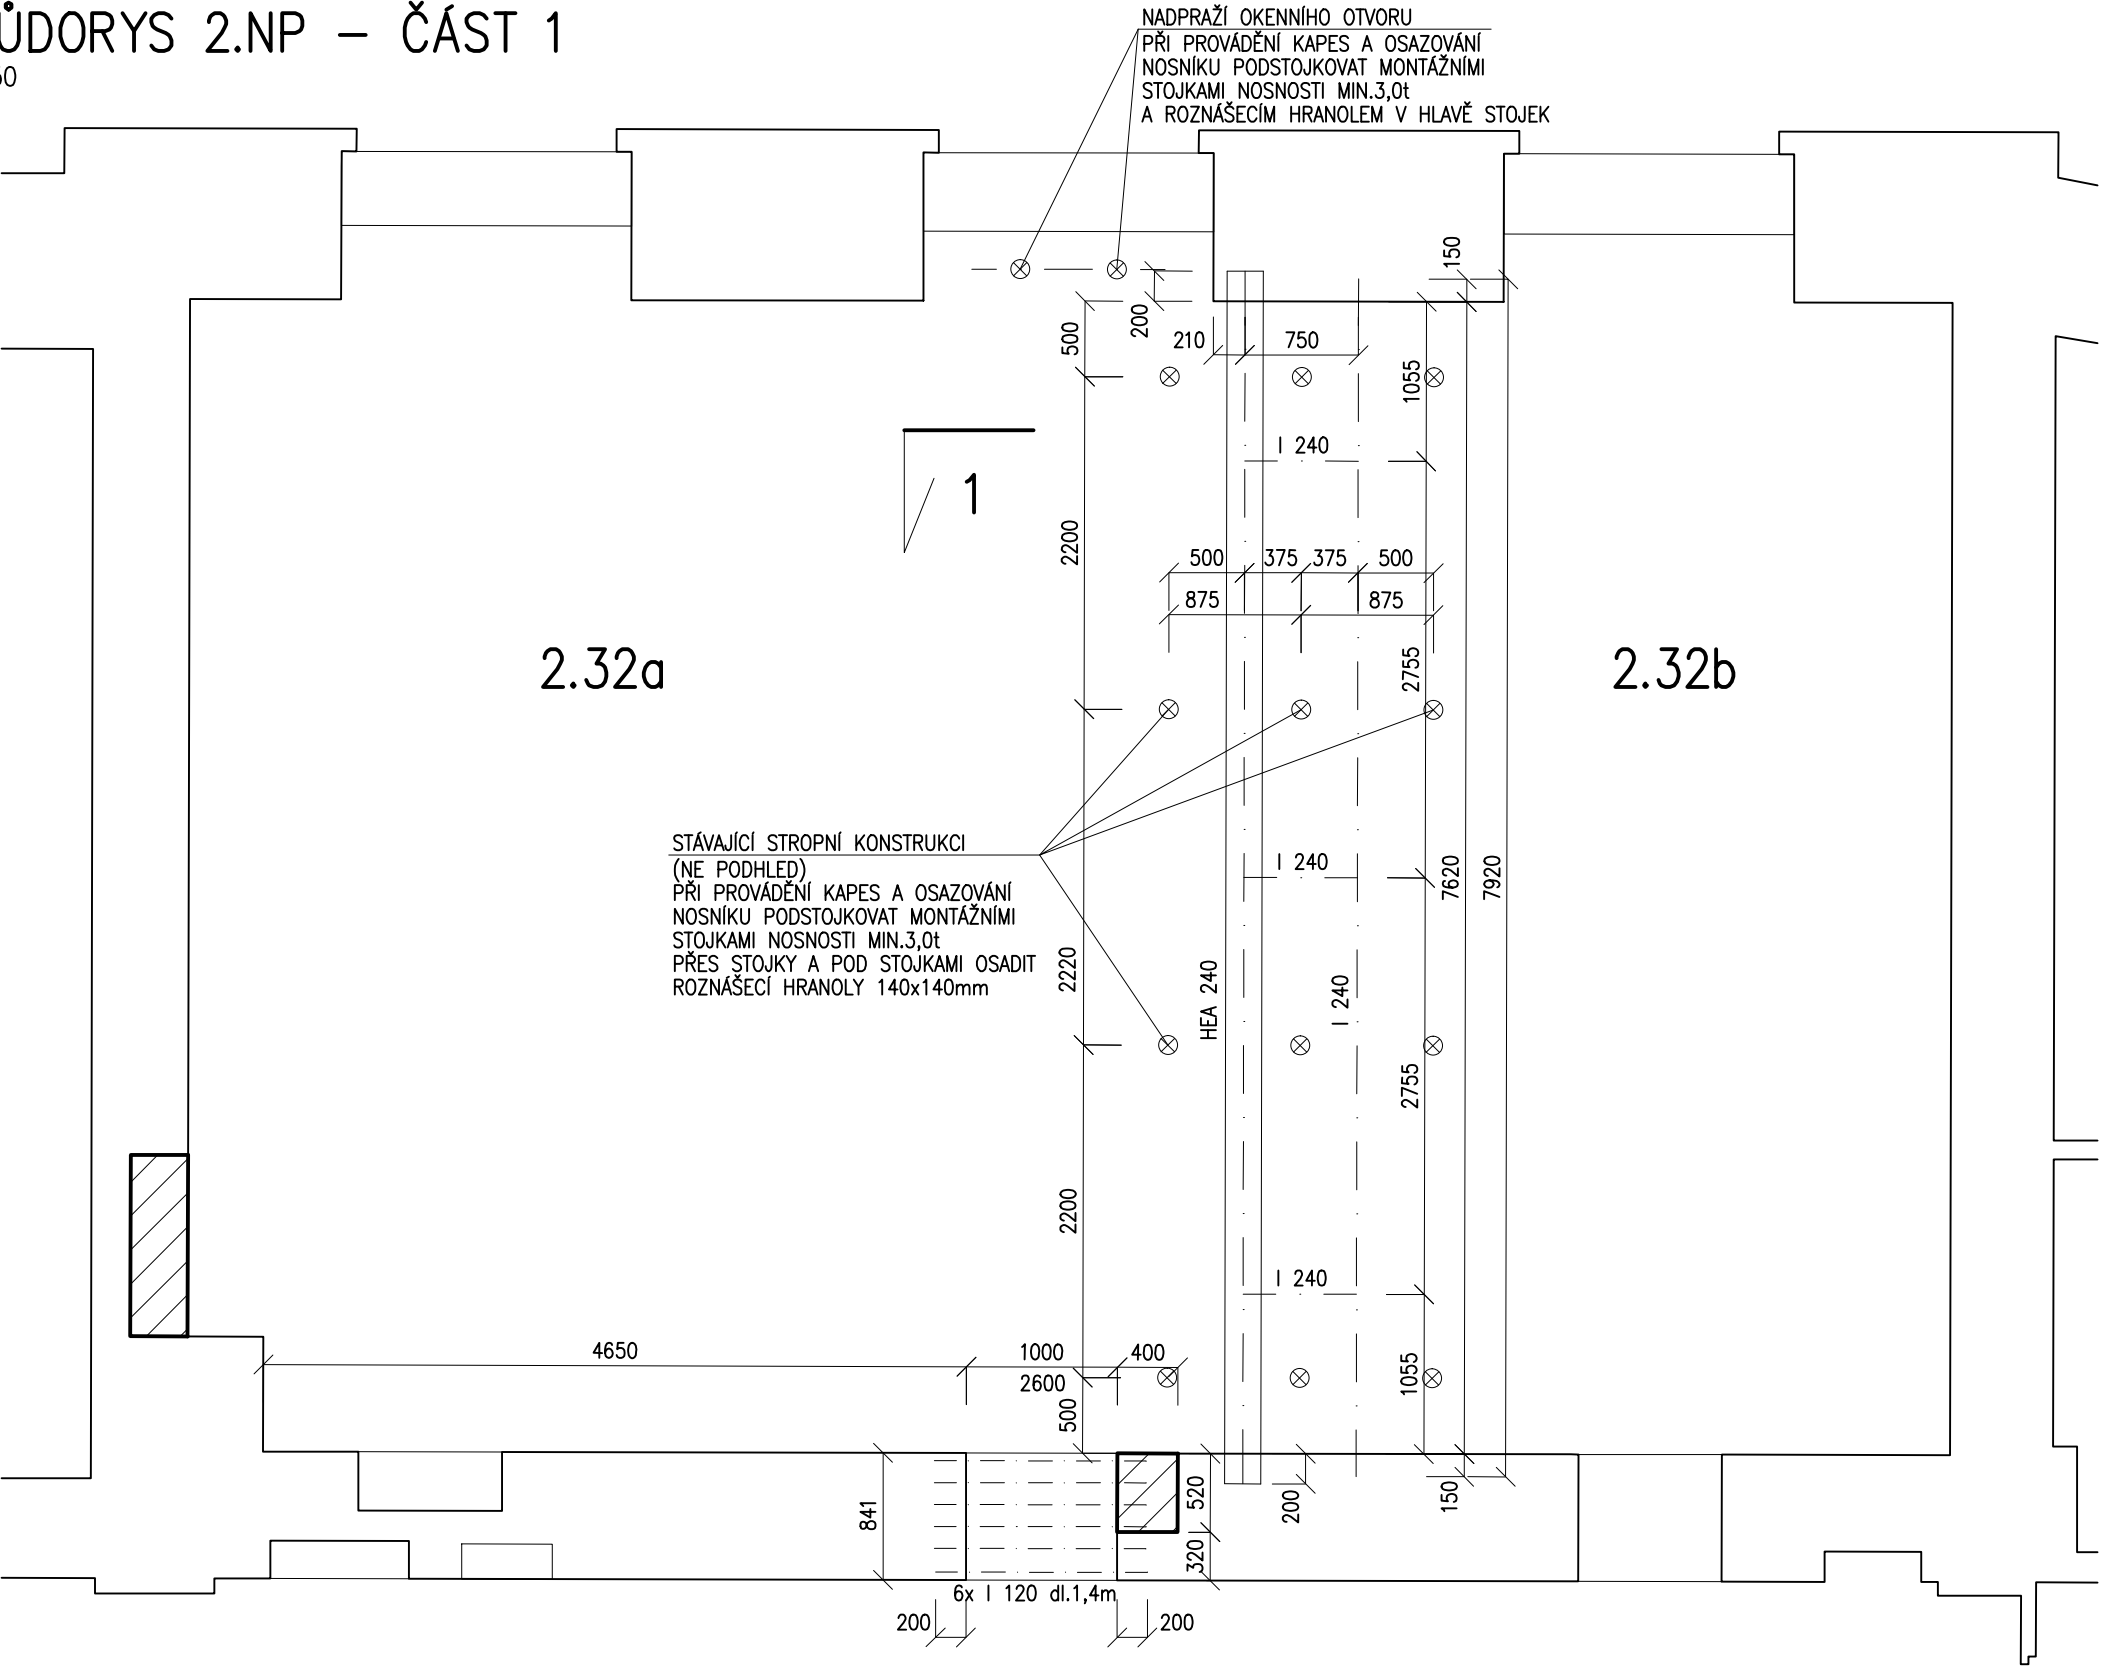 ŮDORYS 2.NP – ČÁST 1
NADPRAŽÍ OKENNÍHO OTVORU
PŘI PROVÁDĚNÍ KAPES A OSAZOVÁNÍ
NOSNÍKU PODSTOJKOVAT MONTÁŽNÍMI
STOJKAMI NOSNOSTI MIN.3,0t
A ROZNÁŠECÍM HRANOLEM V HLAVĚ STOJEK
150
200
500
210
750
1055
I 240
1
2200
500
375
375
500
875
875
2.32a
2755
2.32b
STÁVAJÍCÍ STROPNÍ KONSTRUKCI
(NE PODHLED)
PŘI PROVÁDĚNÍ KAPES A OSAZOVÁNÍ
NOSNÍKU PODSTOJKOVAT MONTÁŽNÍMI
STOJKAMI NOSNOSTI MIN.3,0t
PŘES STOJKY A POD STOJKAMI OSADIT
ROZNÁŠECÍ HRANOLY 140x140mm
I 240
7620
7920
2220
HEA 240
I 240
2755
2200
I 240
4650
1000
400
2600
1055
500
841
520
200
150
320
6x I 120 dl.1,4m
200
200